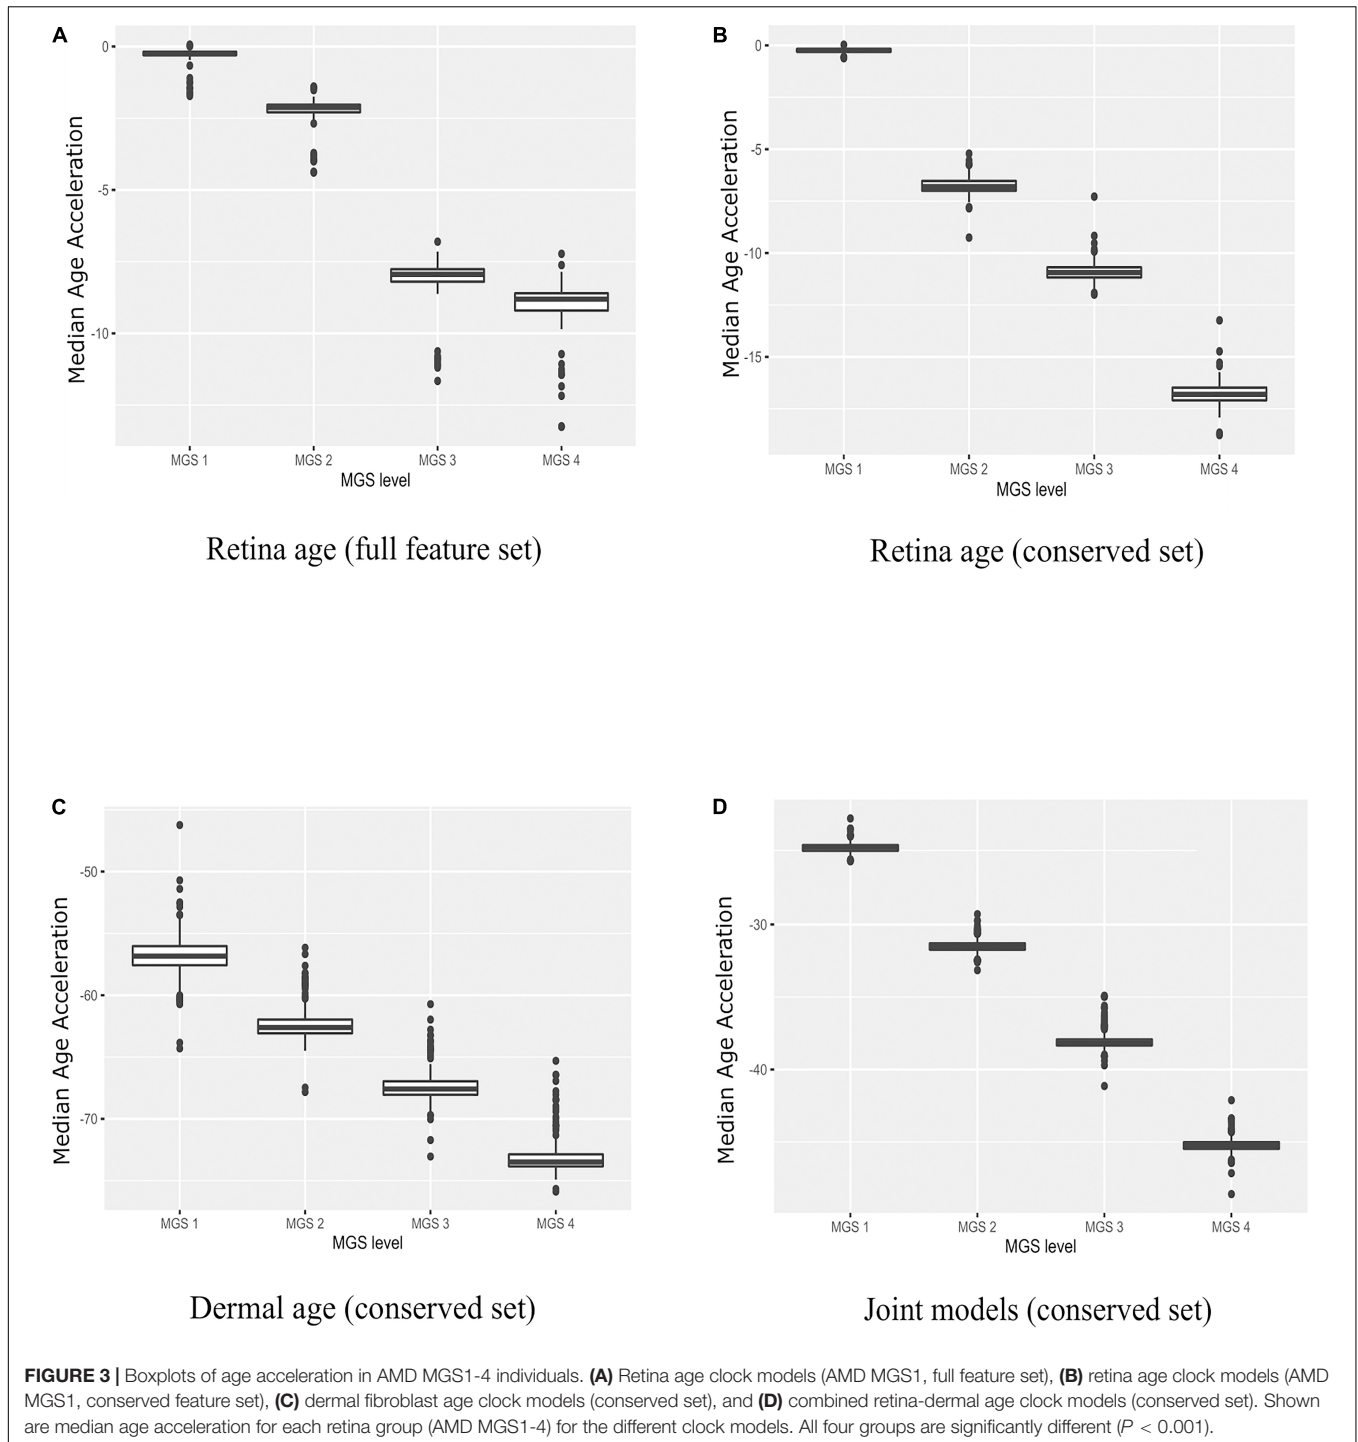 A
0
-5
-10
Median Age Acceleration
MGS 1
MGS 2
MGS 3
MGS 4
MGS level
Retina age (full feature set)
B
0
-5
-10
-15
Median Age Acceleration
MGS 1
MGS 2
MGS 3
MGS 4
MGS level
Retina age (conserved set)
C
-50
-60
-70
Median Age Acceleration
MGS 1
MGS 2
MGS 3
MGS 4
MGS level
Dermal age (conserved set)
D
-30
-40
Median Age Acceleration
MGS 1
MGS 2
MGS 3
MGS 4
MGS level
Joint models (conserved set)
FIGURE 3 | Boxplots of age acceleration in AMD MGS1-4 individuals. (A) Retina age clock models (AMD MGS1, full feature set), (B) retina age clock models (AMD
MGS1, conserved feature set), (C) dermal fibroblast age clock models (conserved set), and (D) combined retina-dermal age clock models (conserved set). Shown
are median age acceleration for each retina group (AMD MGS1-4) for the different clock models. All four groups are significantly different (P < 0.001).